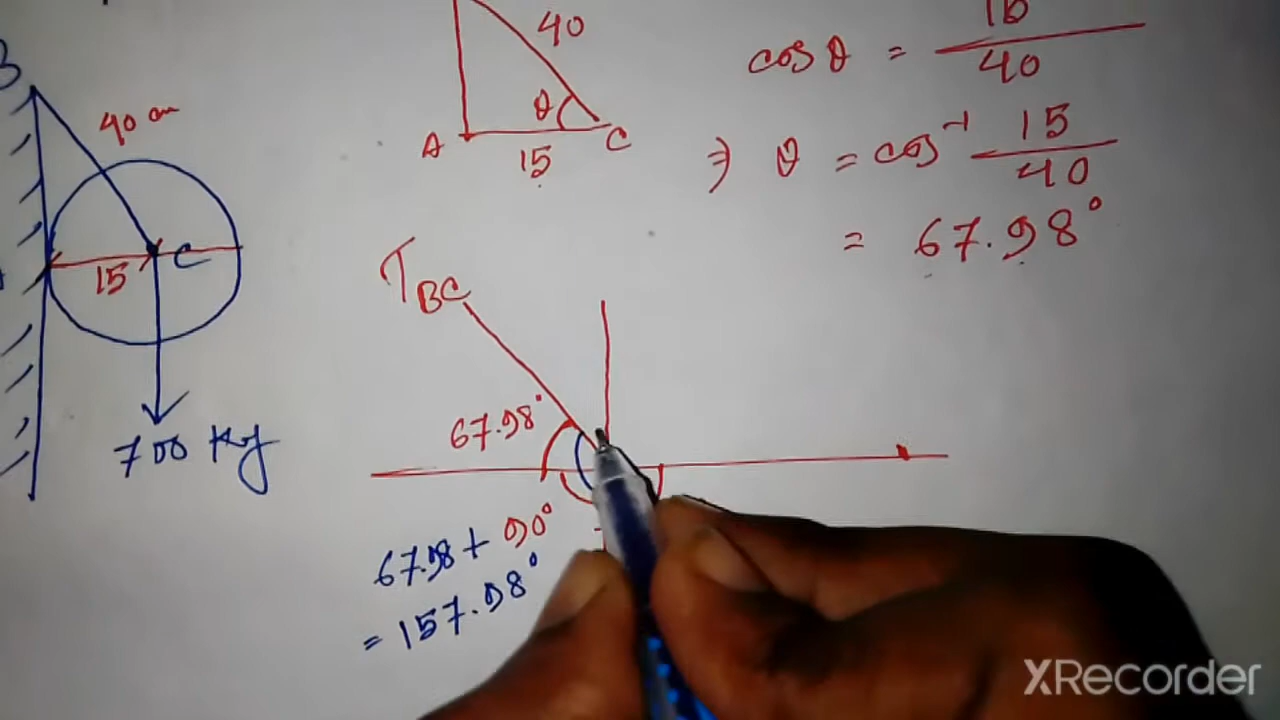 B
40 cm
15
C
700 Kg
40
θ
A
15
C
cos θ = 15/40
⇒ θ = cos⁻¹ 15/40
= 67.98°
T_BC
67.98°
67.98 + 90°
= 157.98°
XRecorder